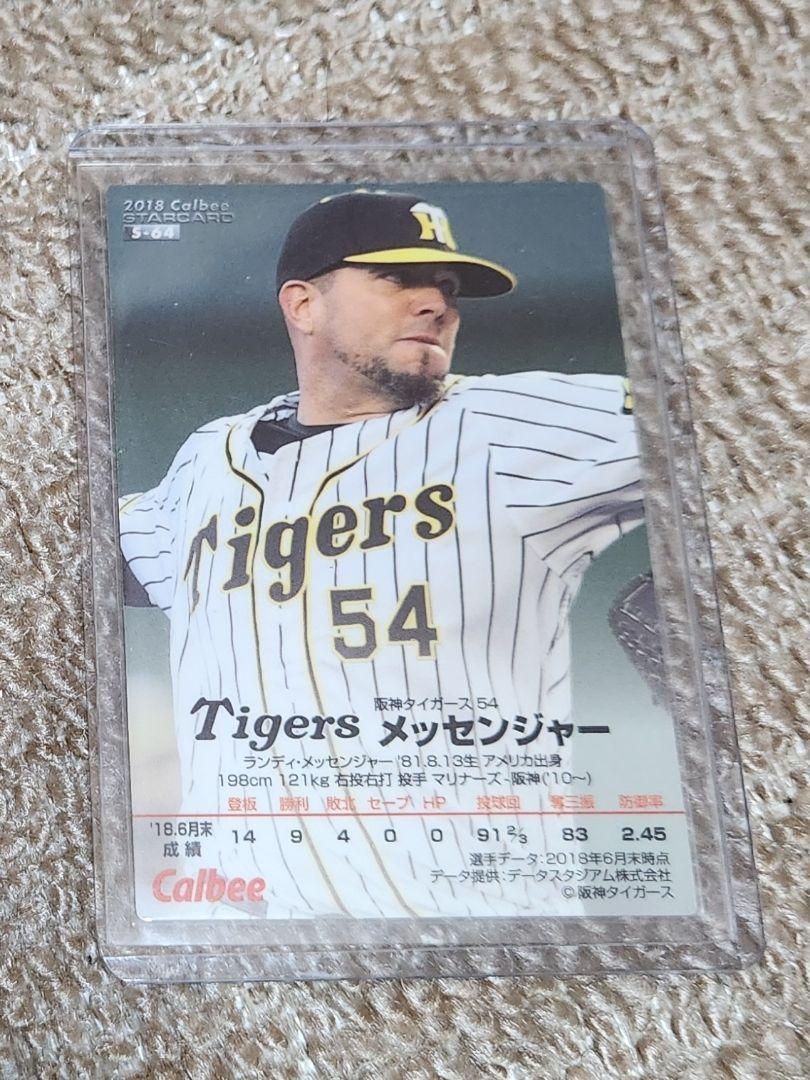 2018 Calbee
STARCARD
S-64
Tigers
54
阪神タイガース 54
Tigers メッセンジャー
ランディ・メッセンジャー '81.8.13生 アメリカ出身
198cm 121kg 右投右打 投手 マリナーズ - 阪神('10〜)
登板 勝利 敗北 セーブ HP 投球回 奪三振 防御率
'18.6月末
成績 14 9 4 0 0 91 2/3 83 2.45
選手データ：2018年6月末時点
データ提供：データスタジアム株式会社
Calbee ©阪神タイガース